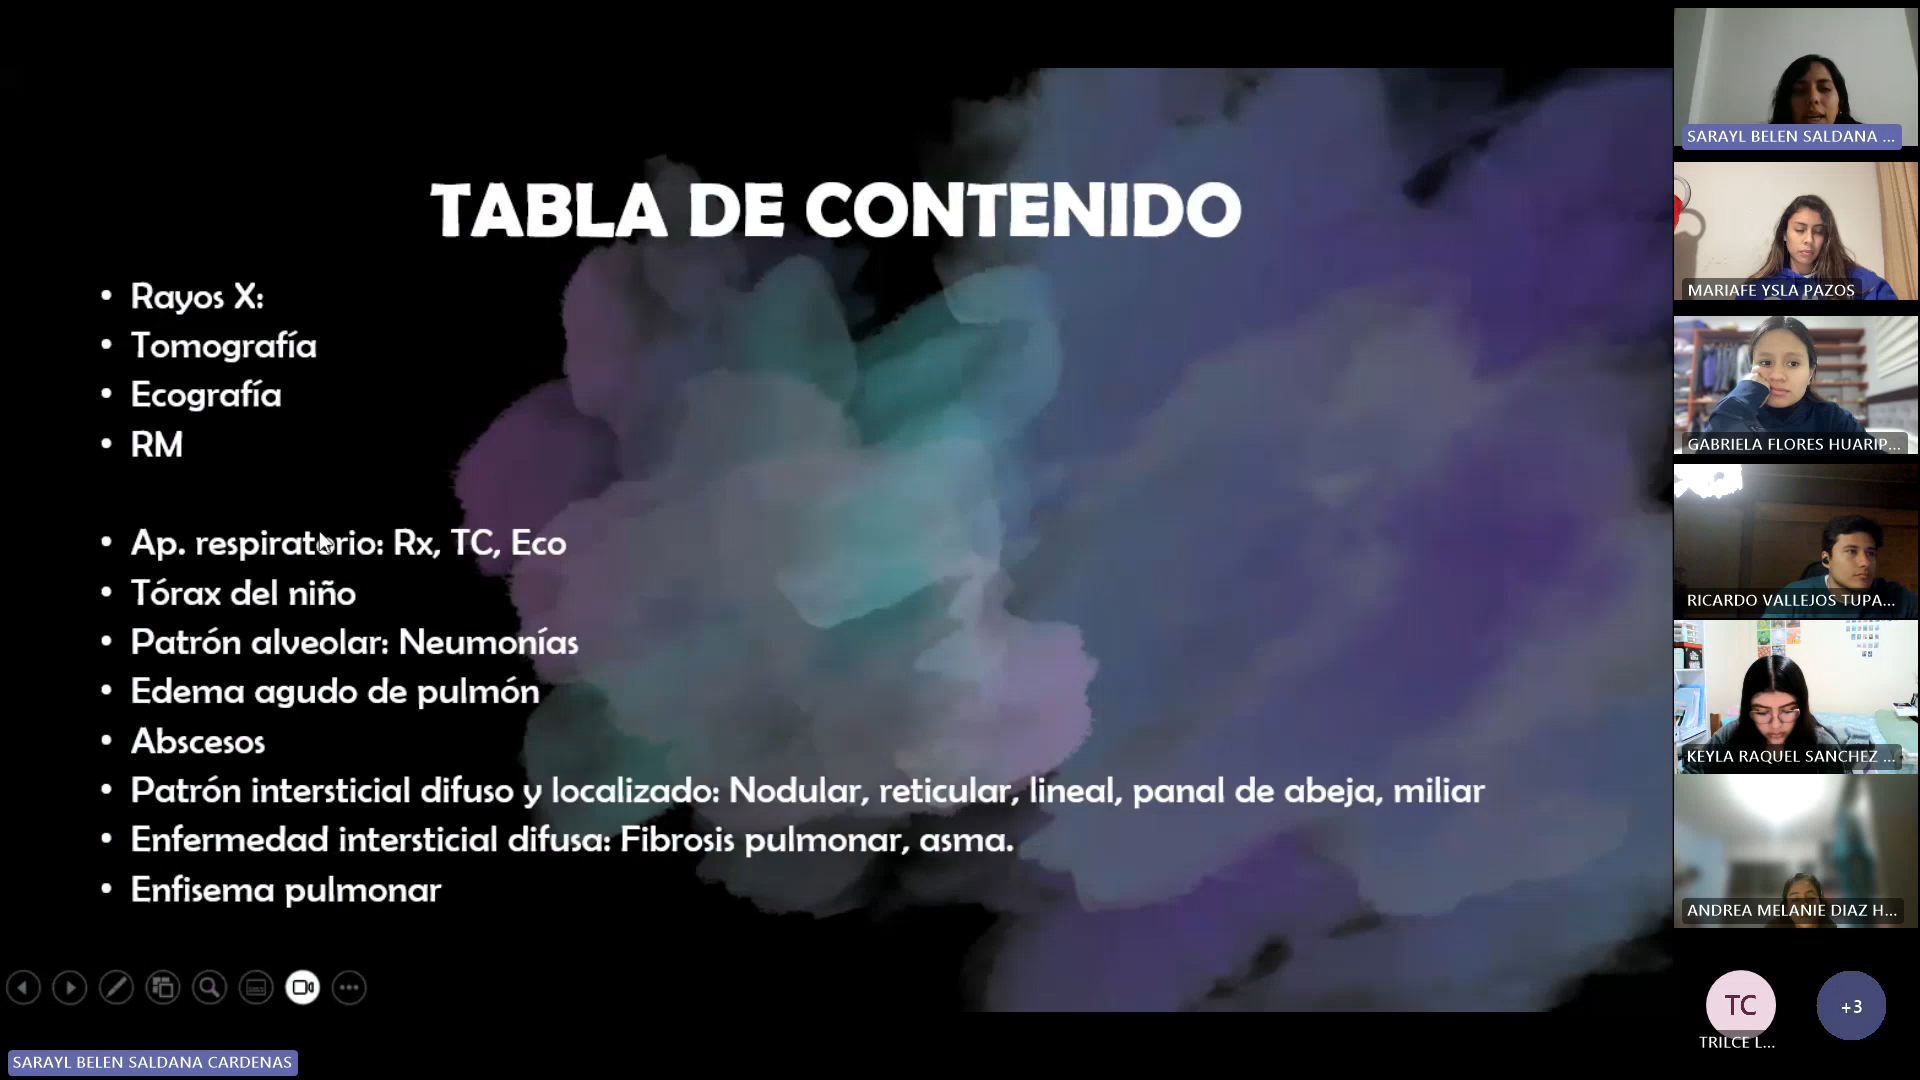 TABLA DE CONTENIDO
• Rayos X:
• Tomografía
• Ecografía
• RM
• Ap. respiratorio: Rx, TC, Eco
• Tórax del niño
• Patrón alveolar: Neumonías
• Edema agudo de pulmón
• Abscesos
• Patrón intersticial difuso y localizado: Nodular, reticular, lineal, panal de abeja, miliar
• Enfermedad intersticial difusa: Fibrosis pulmonar, asma.
• Enfisema pulmonar
SARAYL BELEN SALDANA CARDENAS
SARAYL BELEN SALDANA ...
MARIAFE YSLA PAZOS
GABRIELA FLORES HUARIP...
RICARDO VALLEJOS TUPA...
KEYLA RAQUEL SANCHEZ ...
ANDREA MELANIE DIAZ H...
TC
+3
TRILCE L...